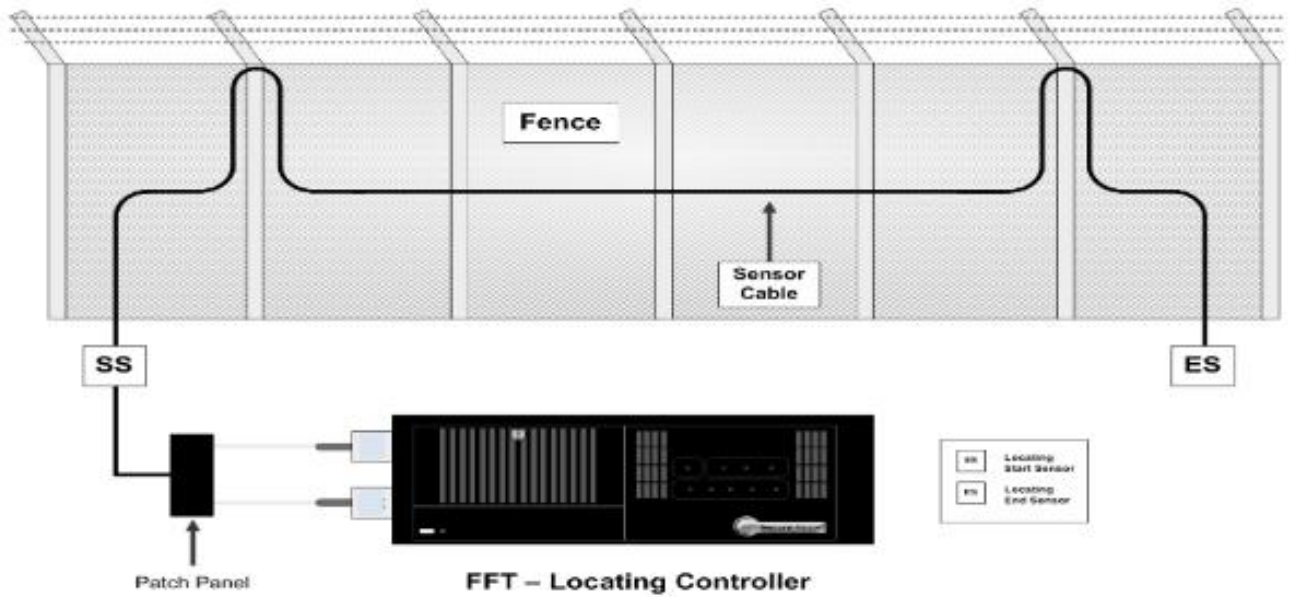 Fence
Sensor
Cable
SS
ES
SS
Locating
Start Sensor
ES
Locating
End Sensor
Patch Panel
FFT – Locating Controller